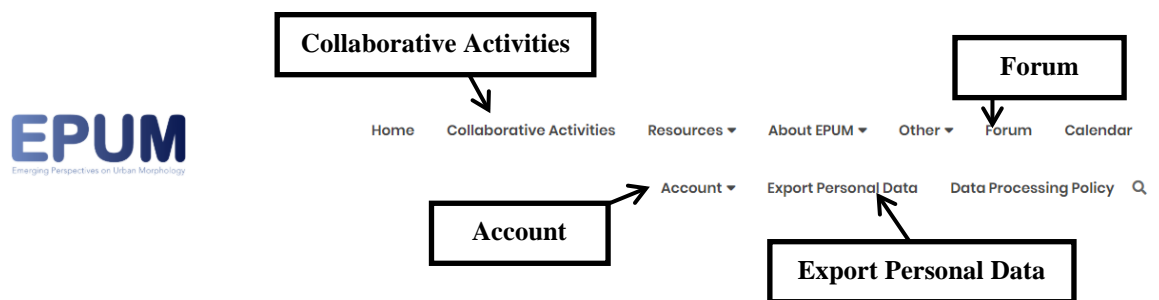 Collaborative Activities
Forum
EPUM
Emerging Perspectives on Urban Morphology
Home Collaborative Activities Resources About EPUM Other Forum Calendar
Account Export Personal Data Data Processing Policy
Account
Export Personal Data